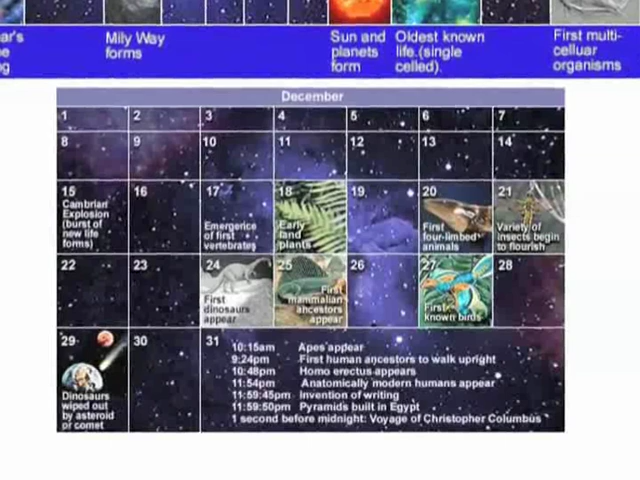 ar's
e
g
Mily Way
forms
Sun and
planets
form
Oldest known
life.(single
celled).
First multi-
celluar
organisms
December
1 2 3 4 5 6 7
8 9 10 11 12 13 14
15
Cambrian
Explosion
(burst of
new life
forms)
16
17
Emergence
of first
vertebrates
18
Early
land
plants
19
20
First
four-limbed
animals
21
Variety of
insects begin
to flourish
22
23
24
First
dinosaurs
appear
25
First
mammalian
ancestors
appear
26
27
First
known birds
28
29
Dinosaurs
wiped out
by asteroid
or comet
30
31
10:15am Apes appear
9:24pm First human ancestors to walk upright
10:48pm Homo erectus appears
11:54pm Anatomically modern humans appear
11:59:45pm Invention of writing
11:59:50pm Pyramids built in Egypt
1 second before midnight: Voyage of Christopher Columbus